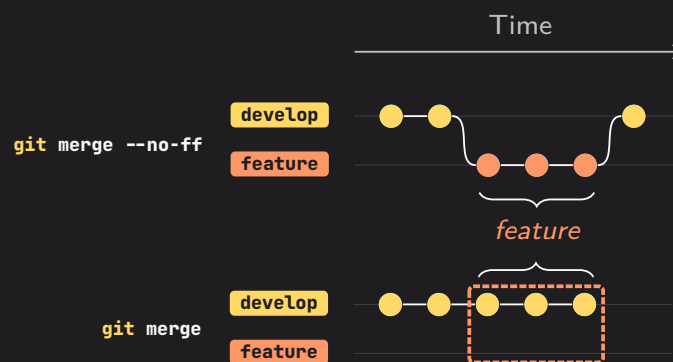 Time
develop
git merge --no-ff
feature
feature
develop
git merge
feature